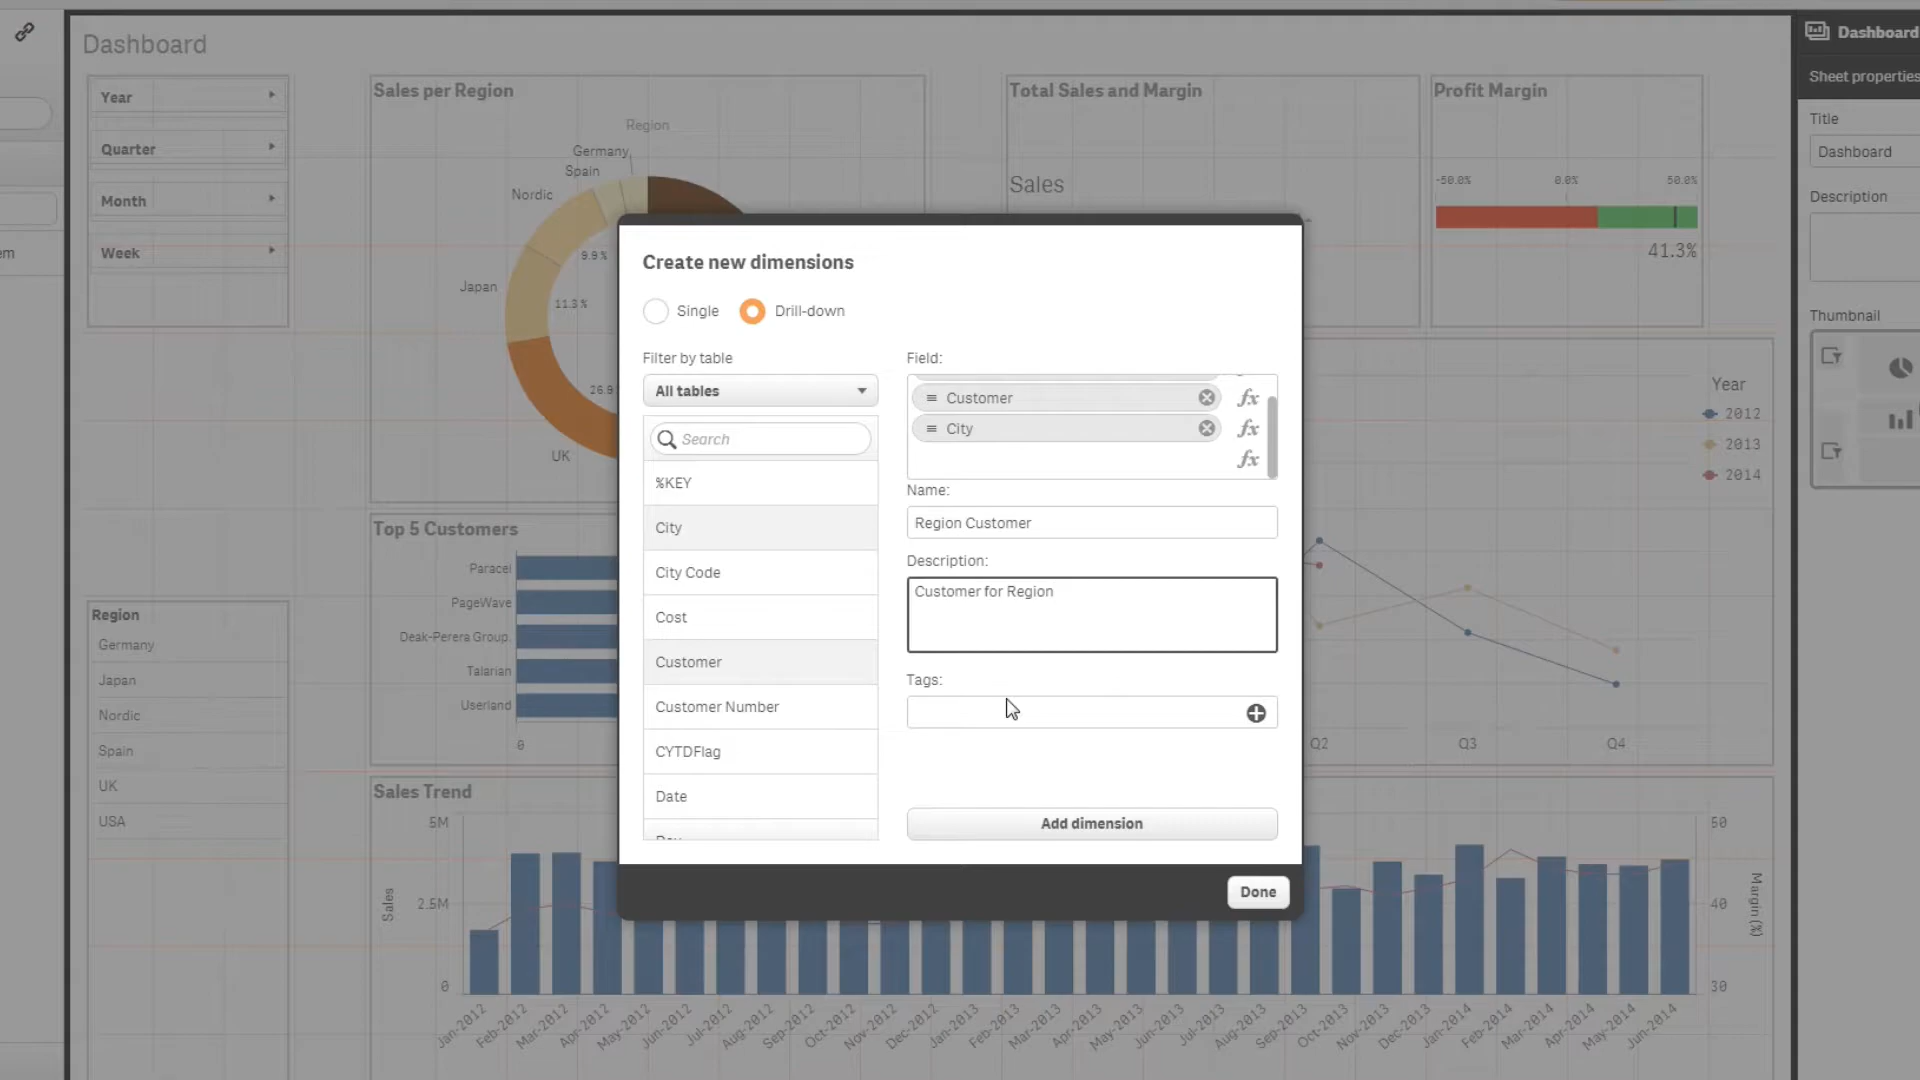 Dashboard
Year
Quarter
Month
Week
Region
Germany
Japan
Nordic
Spain
UK
USA
Sales per Region
Region
Germany
Spain
Nordic
9.9%
Japan
11.3%
26.9
UK
Top 5 Customers
Paracel
PageWave
Deak-Perera Group.
Talarian
Userland
0
Total Sales and Margin
Sales
Profit Margin
-50.0% 0.0% 50.0%
41.3%
Year
2012
2013
2014
Q2 Q3 Q4
Sales Trend
5M
2.5M
0
Sales
50
40
30
Margin (%)
Jan-2012 Feb-2012 Mar-2012 Apr-2012 May-2012 Jun-2012 Jul-2012 Aug-2012 Sep-2012 Oct-2012 Nov-2012 Dec-2012 Jan-2013 Feb-2013 Mar-2013 Apr-2013 May-2013 Jun-2013 Jul-2013 Aug-2013 Sep-2013 Oct-2013 Nov-2013 Dec-2013 Jan-2014 Feb-2014 Mar-2014 Apr-2014 May-2014 Jun-2014
Create new dimensions
Single Drill-down
Filter by table
All tables
Search
%KEY
City
City Code
Cost
Customer
Customer Number
CYTDFlag
Date
Field:
Customer fx
City fx
fx
Name:
Region Customer
Description:
Customer for Region
Tags:
Add dimension
Done
Dashboard
Sheet properties
Title
Dashboard
Description
Thumbnail